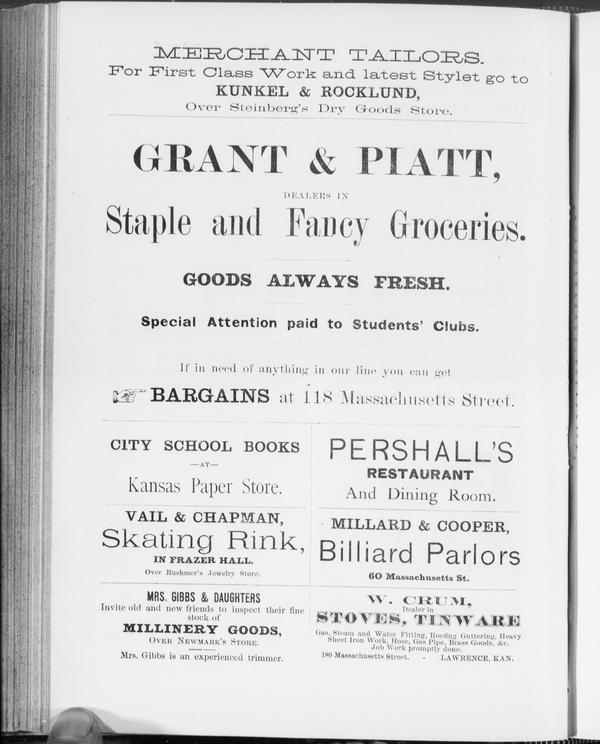 MERCHANT TAILORS.
For First Class Work and latest Stylet go to
KUNKEL & ROCKLUND,
Over Steinberg's Dry Goods Store.
GRANT & PIATT,
DEALERS IN
Staple and Fancy Groceries.
GOODS ALWAYS FRESH.
Special Attention paid to Students' Clubs.
If in need of anything in our line you can get
☞ BARGAINS at 118 Massachusetts Street.
CITY SCHOOL BOOKS
—AT—
Kansas Paper Store.
PERSHALL'S
RESTAURANT
And Dining Room.
VAIL & CHAPMAN,
Skating Rink,
IN FRAZER HALL,
Over Rushmer's Jewelry Store.
MILLARD & COOPER,
Billiard Parlors
60 Massachusetts St.
MRS. GIBBS & DAUGHTERS
Invite old and new friends to inspect their fine
stock of
MILLINERY GOODS,
OVER NEWMARK'S STORE.
Mrs. Gibbs is an experienced trimmer.
W. CRUM,
Dealer in
STOVES, TINWARE
Gas, Steam and Water Fitting, Roofing Guttering, Heavy
Sheet Iron Work, Hose, Gas Pipe, Brass Goods, &c.
Job Work promptly done.
180 Massachusetts Street. - LAWRENCE, KAN.